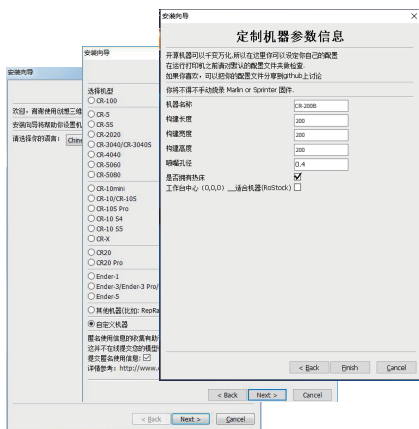 安装向导
欢迎, 谢谢使用创想三维
安装向导将帮助你设置机
请选择你的语言:
< Back
Next >
Cancel
安装向导
选择机型
CR-100
CR-5
CR-5S
CR-2020
CR-3040/CR-3040S
CR-4040
CR-5060
CR-5080
CR-10mini
CR-10/CR-10S
CR-10S Pro
CR-10 S4
CR-10 S5
CR-X
CR20
CR20 Pro
Ender-1
Ender-3/Ender-3 Pro/
Ender-5
其他机器(比如: RepRa
自定义机器
匿名使用信息的收集有助
这并不在线提交您的模型
提交匿名使用信息:
详情参考: http://www.
< Back
Next >
Cancel
安装向导
定制机器参数信息
开源机器可以千变万化,所以在这里你可以设定你自己的配置
在运行打印机之前请对默认的配置文件夹做检查.
如果你喜欢, 可以把你的配置文件分享到github上讨论
你将不得不手动烧录 Marlin or Sprinter 固件.
机器名称
CR-200B
构建长度
200
构建宽度
200
构建高度
200
喷嘴孔径
0.4
是否拥有热床
工作台中心 (0,0,0) __适合机器(RoStock)
< Back
Finish
Cancel